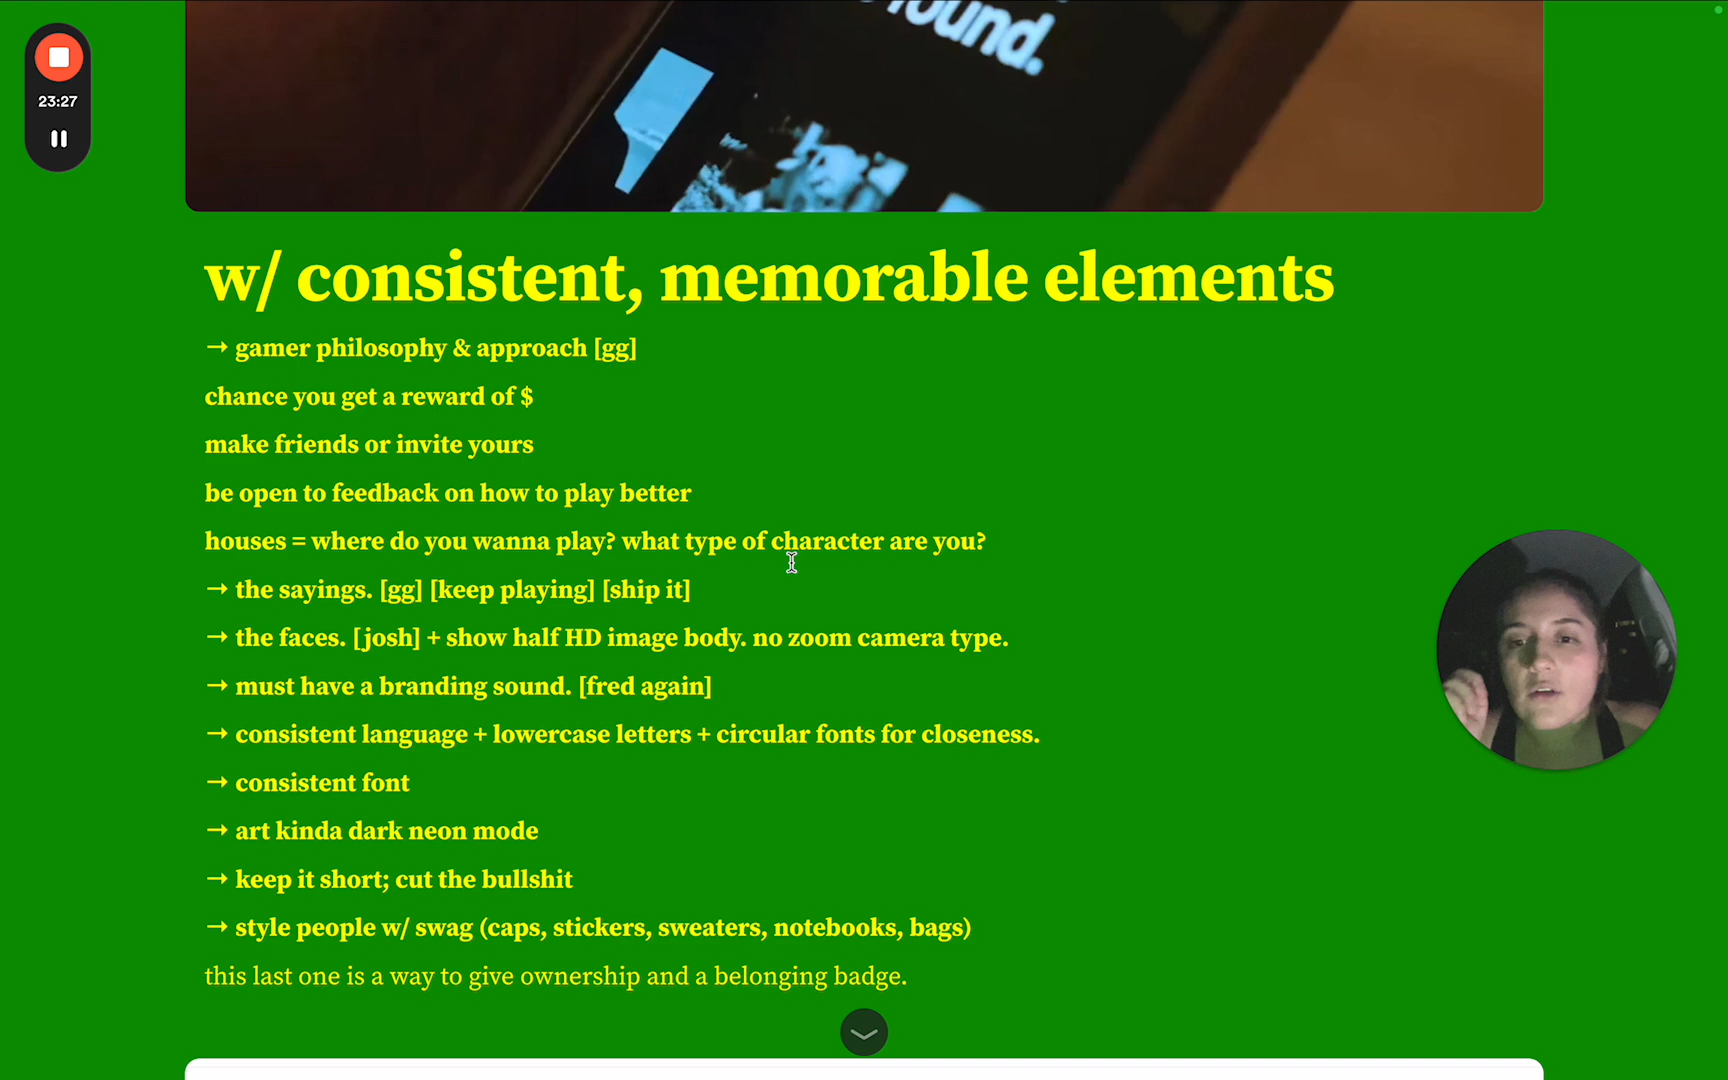 ound.
23:27
w/ consistent, memorable elements
→ gamer philosophy & approach [gg]
chance you get a reward of $
make friends or invite yours
be open to feedback on how to play better
houses = where do you wanna play? what type of character are you?
→ the sayings. [gg] [keep playing] [ship it]
→ the faces. [josh] + show half HD image body. no zoom camera type.
→ must have a branding sound. [fred again]
→ consistent language + lowercase letters + circular fonts for closeness.
→ consistent font
→ art kinda dark neon mode
→ keep it short; cut the bullshit
→ style people w/ swag (caps, stickers, sweaters, notebooks, bags)
this last one is a way to give ownership and a belonging badge.